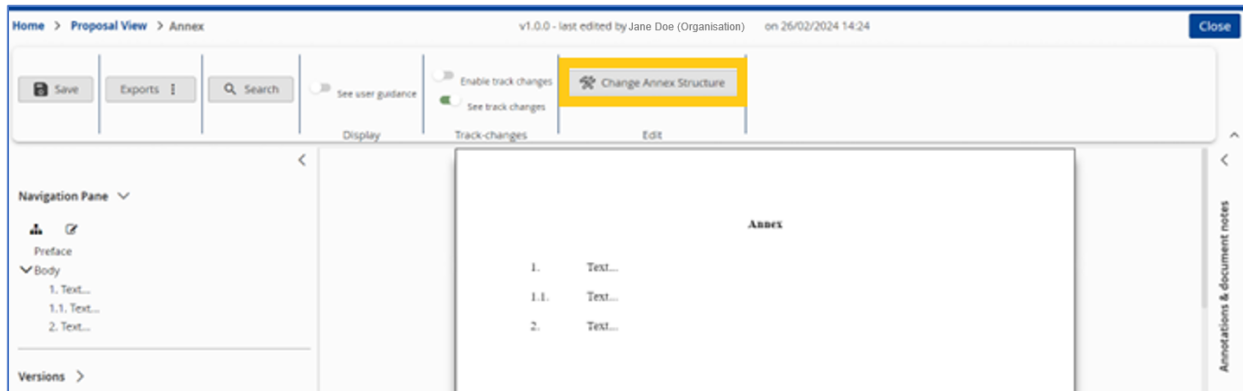 Home > Proposal View > Annex
v1.0.0 - last edited by Jane Doe (Organisation) on 26/02/2024 14:24
Close
Save
Exports
Search
See user guidance
Display
Enable track changes
See track changes
Track-changes
Change Annex Structure
Edit
Navigation Pane
Preface
Body
1. Text...
1.1. Text...
2. Text...
Versions
Annex
1. Text...
1.1. Text...
2. Text...
Annotations & document notes